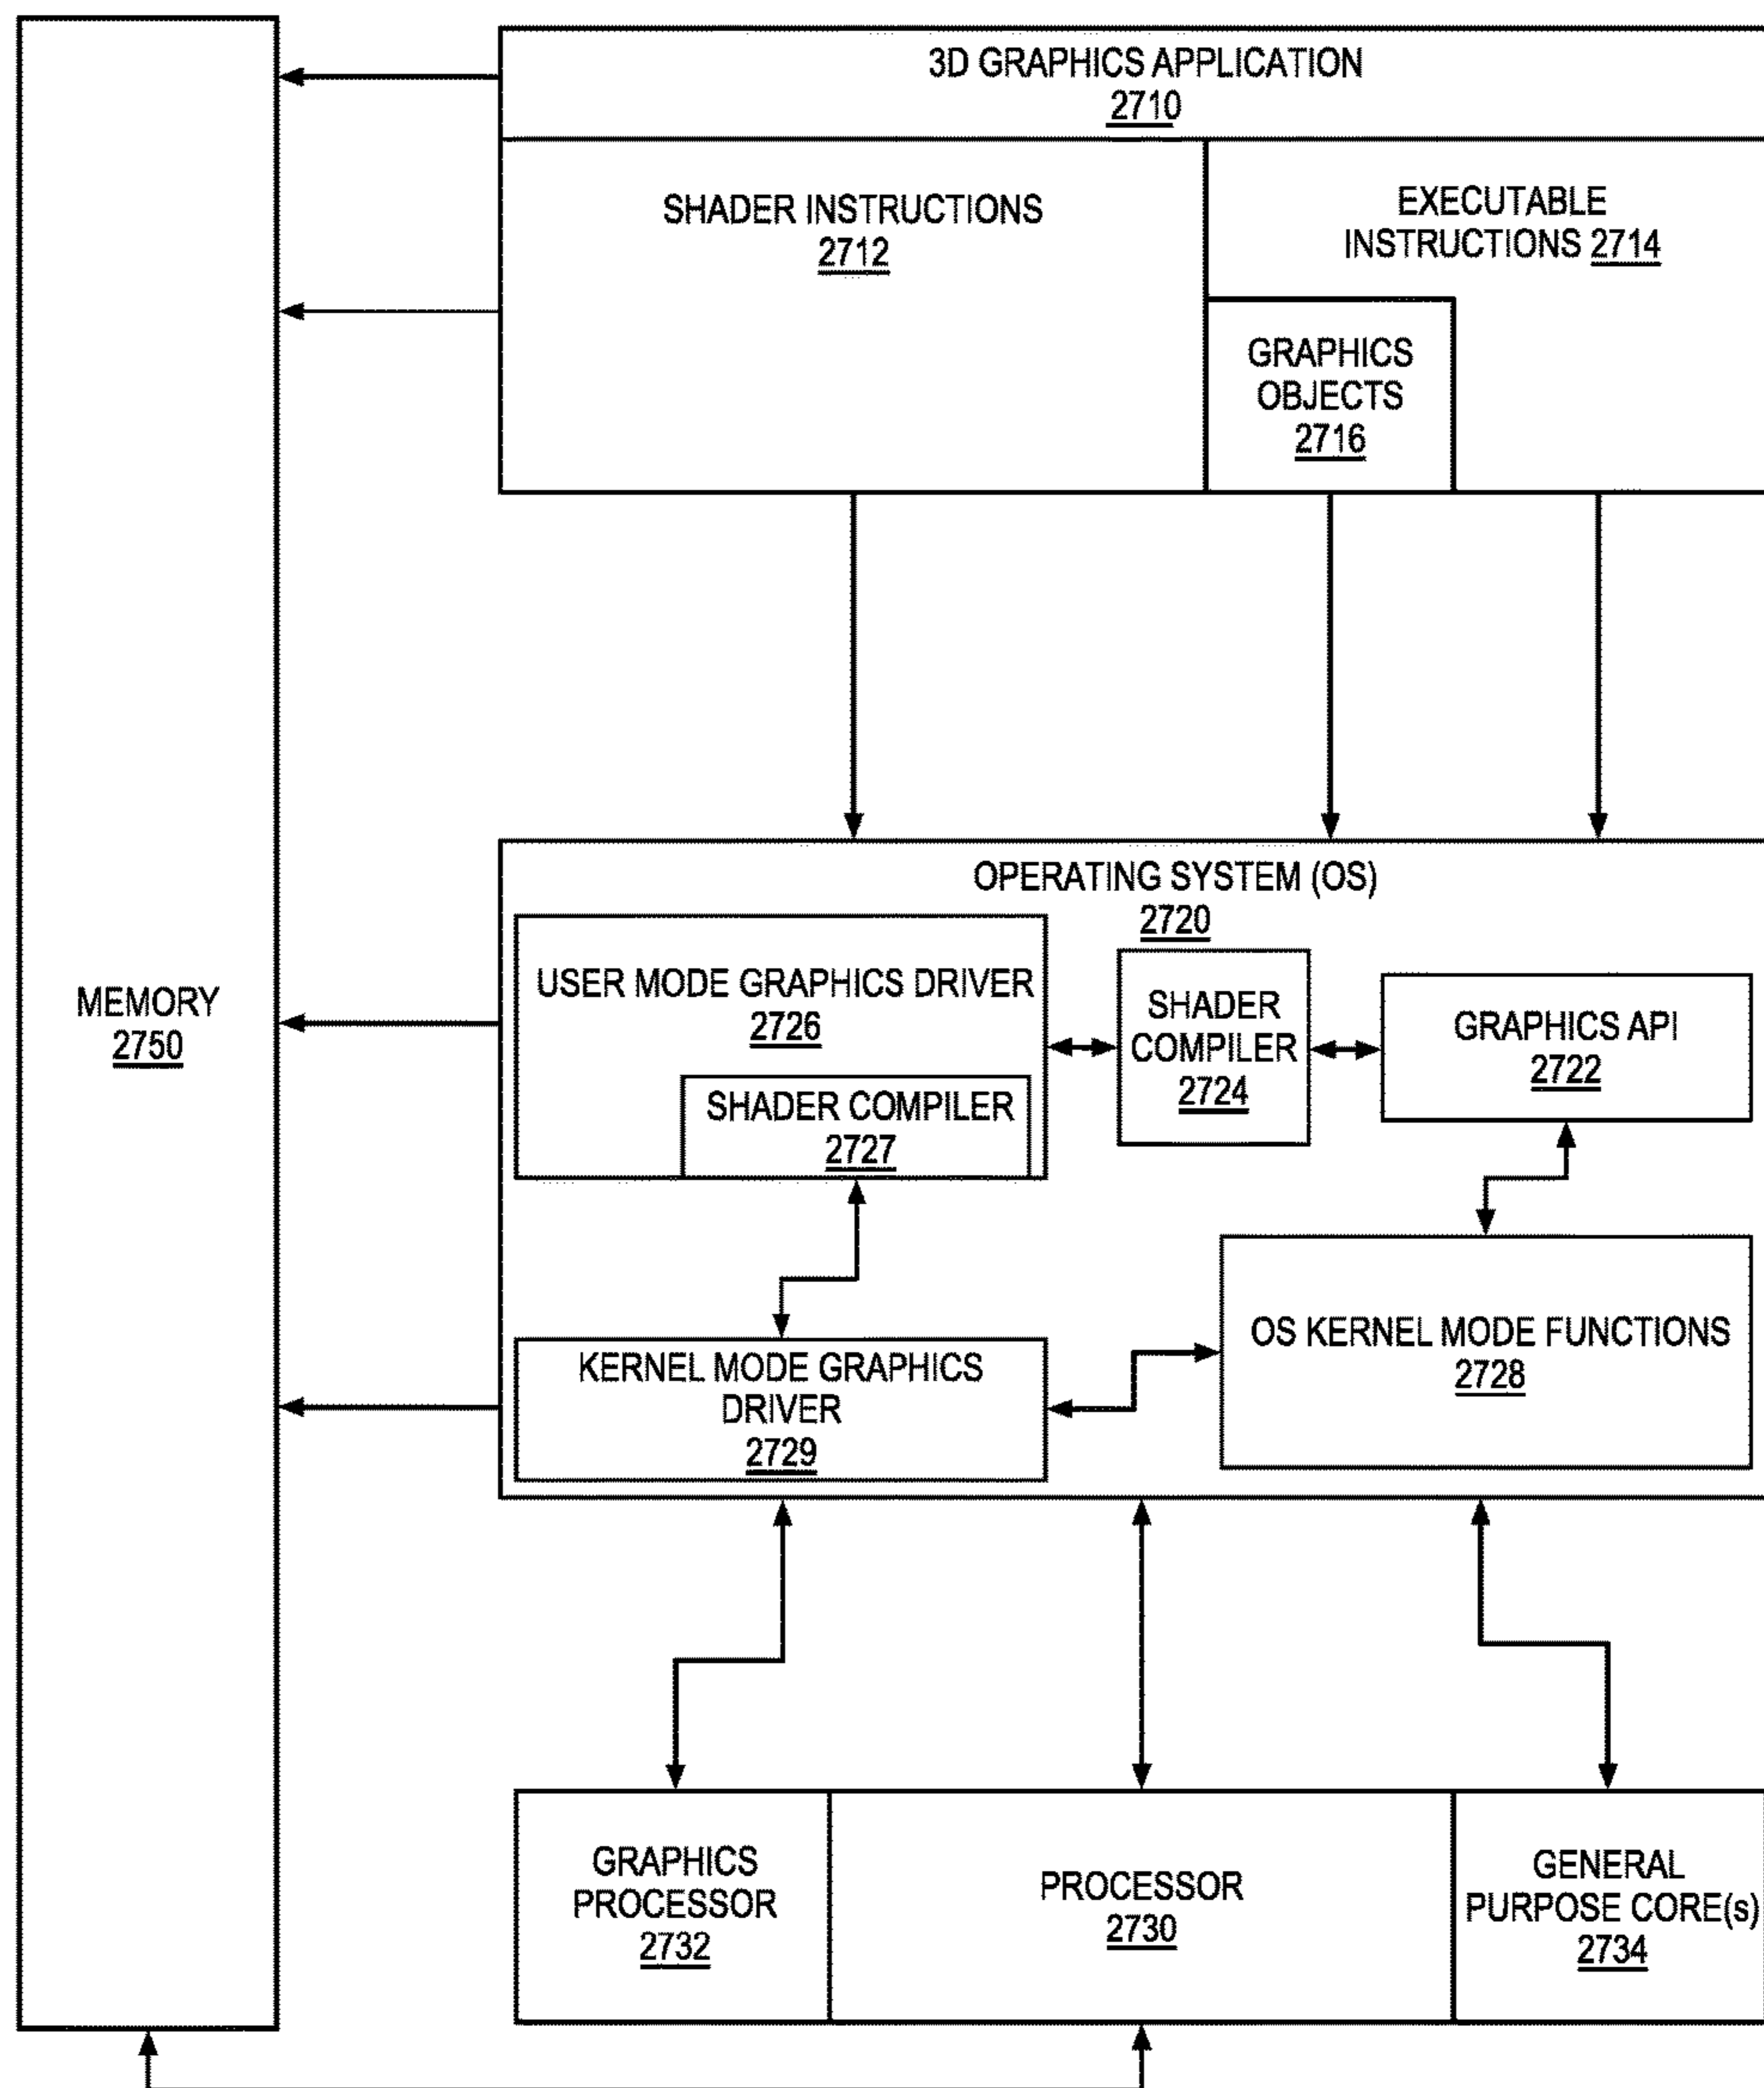 3D GRAPHICS APPLICATION
2710
SHADER INSTRUCTIONS
2712
EXECUTABLE
INSTRUCTIONS 2714
GRAPHICS
OBJECTS
2716
MEMORY
2750
OPERATING SYSTEM (OS)
2720
USER MODE GRAPHICS DRIVER
2726
SHADER COMPILER
2727
SHADER
COMPILER
2724
GRAPHICS API
2722
KERNEL MODE GRAPHICS
DRIVER
2729
OS KERNEL MODE FUNCTIONS
2728
GRAPHICS
PROCESSOR
2732
PROCESSOR
2730
GENERAL
PURPOSE CORE(s)
2734